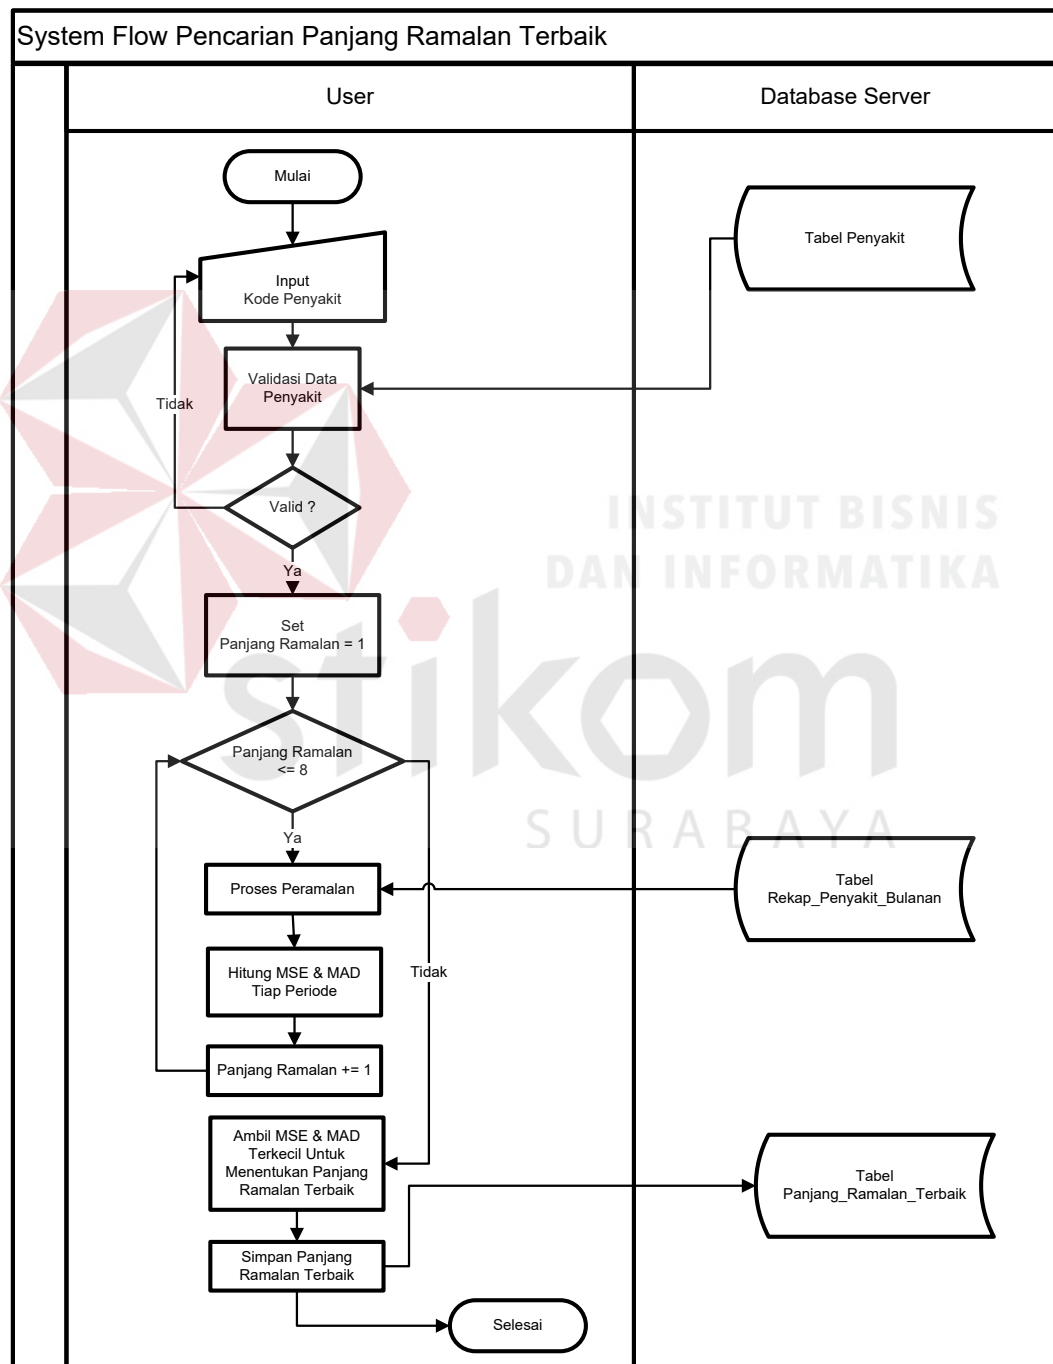 System Flow Pencarian Panjang Ramalan Terbaik
User
Database Server
Mulai
Tabel Penyakit
Input
Kode Penyakit
Validasi Data
Penyakit
Tidak
Valid ?
INSTITUT BISNIS
DAN INFORMATIKA
Ya
Set
Panjang Ramalan = 1
stikom
Panjang Ramalan
<= 8
SURABAYA
Ya
Proses Peramalan
Tabel
Rekap_Penyakit_Bulanan
Hitung MSE & MAD
Tiap Periode
Tidak
Panjang Ramalan += 1
Ambil MSE & MAD
Terkecil Untuk
Menentukan Panjang
Ramalan Terbaik
Tabel
Panjang_Ramalan_Terbaik
Simpan Panjang
Ramalan Terbaik
Selesai